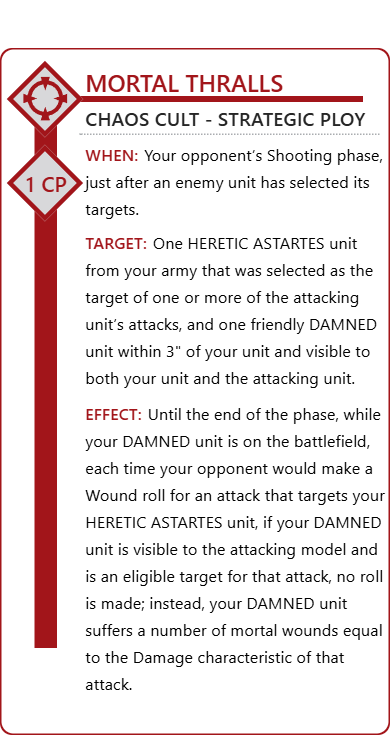 MORTAL THRALLS
CHAOS CULT - STRATEGIC PLOY
1 CP
WHEN: Your opponent’s Shooting phase,
just after an enemy unit has selected its
targets.
TARGET: One HERETIC ASTARTES unit
from your army that was selected as the
target of one or more of the attacking
unit’s attacks, and one friendly DAMNED
unit within 3" of your unit and visible to
both your unit and the attacking unit.
EFFECT: Until the end of the phase, while
your DAMNED unit is on the battlefield,
each time your opponent would make a
Wound roll for an attack that targets your
HERETIC ASTARTES unit, if your DAMNED
unit is visible to the attacking model and
is an eligible target for that attack, no roll
is made; instead, your DAMNED unit
suffers a number of mortal wounds equal
to the Damage characteristic of that
attack.